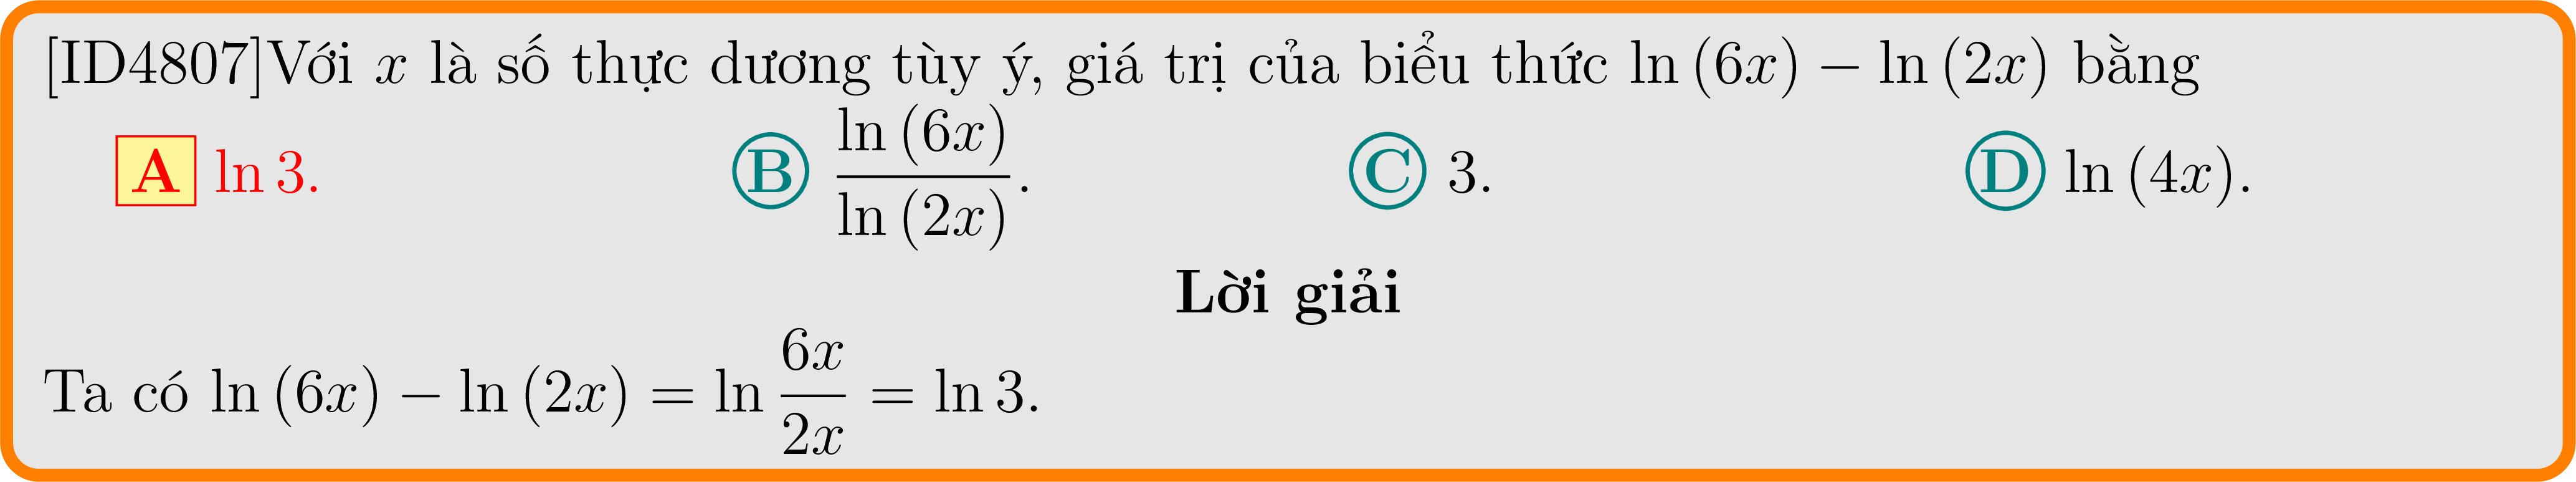 [ID4807]Với x là số thực dương tùy ý, giá trị của biểu thức ln (6x) − ln (2x) bằng
A ln 3. B \frac{ln (6x)}{ln (2x)}. C 3. D ln (4x).
Lời giải
Ta có ln (6x) − ln (2x) = ln \frac{6x}{2x} = ln 3.